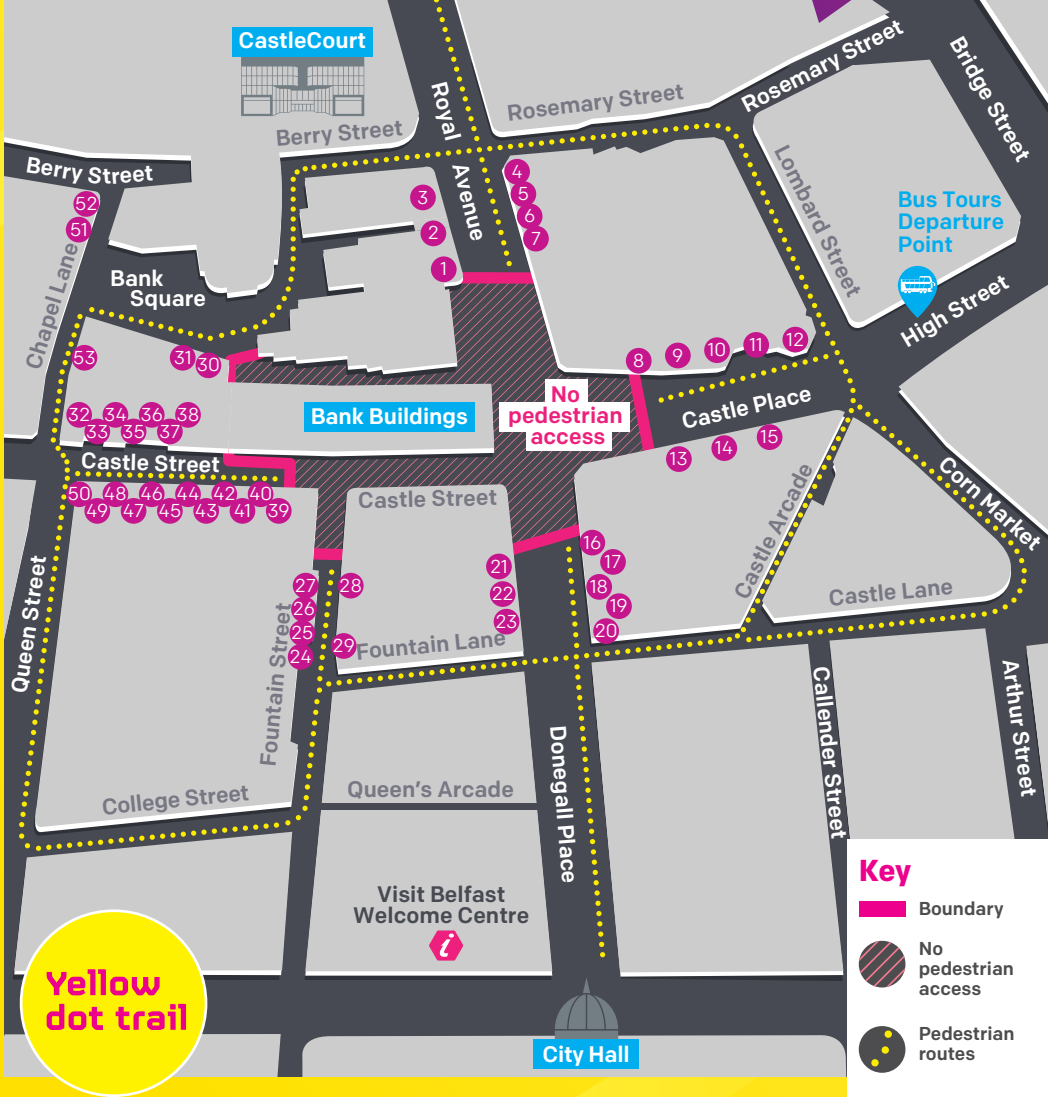 CastleCourt
Royal
Avenue
Rosemary Street
Rosemary Street
Bridge Street
Berry Street
Berry Street
Lombard Street
Bus Tours
Departure
Point
High Street
52
51
Chapel Lane
Bank
Square
3
2
1
4
5
6
7
53
31
30
8
9
10
11
12
32
34
36
38
33
35
37
Bank Buildings
No
pedestrian
access
Castle Place
13
14
15
Castle Street
50
48
46
44
42
40
49
47
45
43
41
39
Castle Street
Castle Arcade
Corn Market
Queen Street
27
28
26
25
24
29
Fountain Street
Fountain Lane
21
22
23
16
17
18
19
20
Castle Lane
Callender Street
Arthur Street
College Street
Queen's Arcade
Donegall Place
Visit Belfast
Welcome Centre
i
City Hall
Yellow
dot trail
Key
Boundary
No
pedestrian
access
Pedestrian
routes